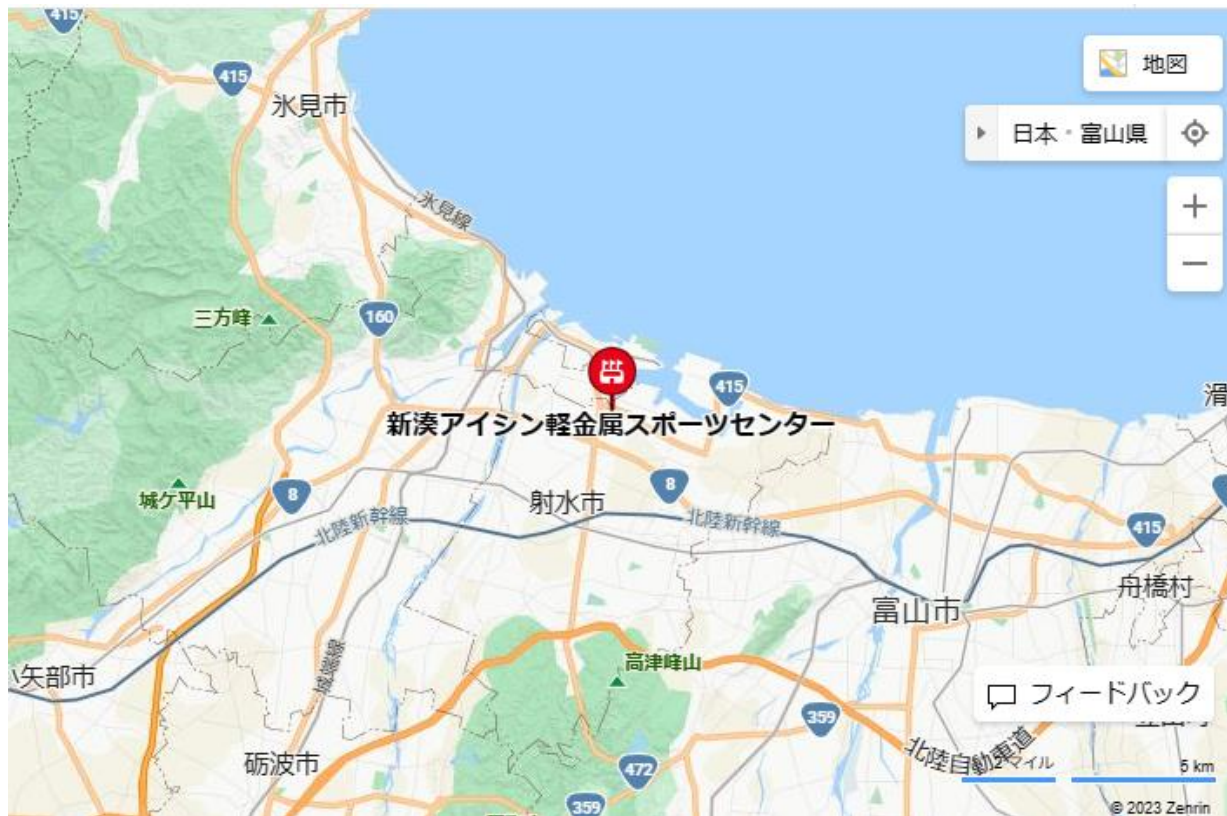 415
地図
415
氷見市
日本・富山県
氷見線
三方峰
160
415
新湊アイシン軽金属スポーツセンター
8
8
城ケ平山
射水市
北陸新幹線
北陸新幹線
415
舟橋村
富山市
高津峰山
小矢部市
城端線
フィードバック
359
北陸自動車道
砺波市
472
2 マイル
5 km
359
© 2023 Zenrin